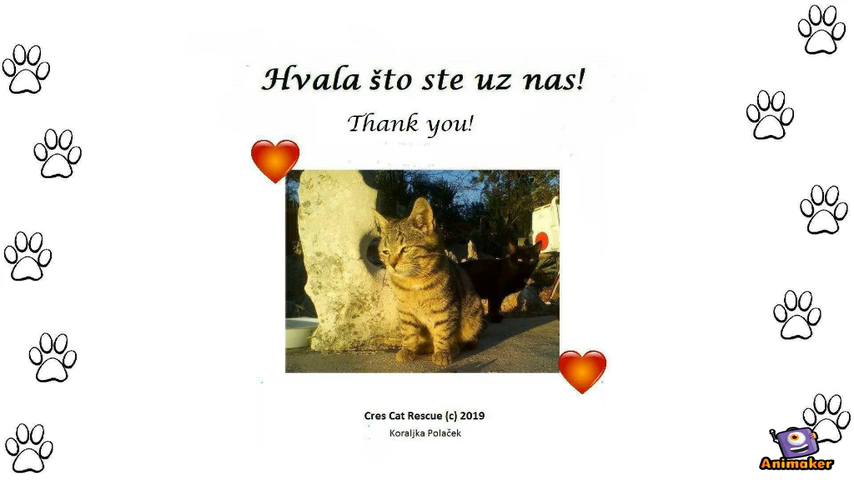 Hvala što ste uz nas!
Thank you!
Cres Cat Rescue (c) 2019
Koraljka Polaček
Animaker